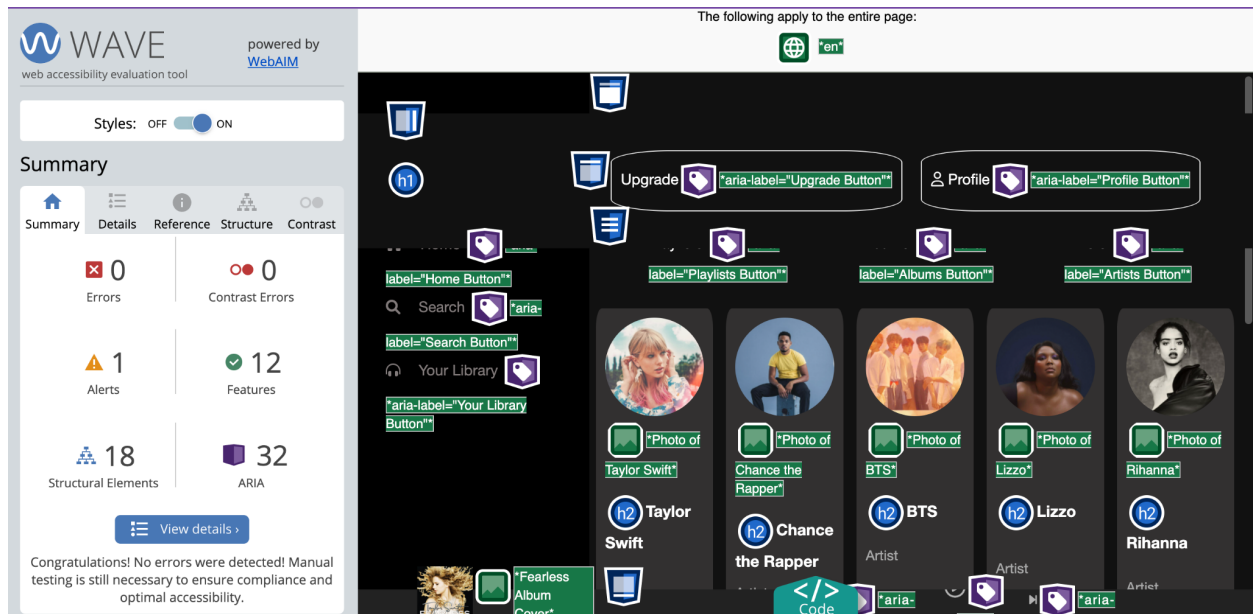 WAVE
powered by
WebAIM
web accessibility evaluation tool
Styles: OFF ON
Summary
Summary Details Reference Structure Contrast
0 0
Errors Contrast Errors
1 12
Alerts Features
18 32
Structural Elements ARIA
View details ›
Congratulations! No errors were detected! Manual
testing is still necessary to ensure compliance and
optimal accessibility.
The following apply to the entire page:
*en*
h1
Upgrade *aria-label="Upgrade Button"*
Profile *aria-label="Profile Button"*
label="Home Button"*
Search *aria-
label="Search Button"*
Your Library
*aria-label="Your Library
Button"*
label="Playlists Button"*
label="Albums Button"*
label="Artists Button"*
*Photo of
Taylor Swift*
h2 Taylor
Swift
*Photo of
Chance the
Rapper*
h2 Chance
the Rapper
*Photo of
BTS*
h2 BTS
Artist
*Photo of
Lizzo*
h2 Lizzo
Artist
*Photo of
Rihanna*
h2
Rihanna
Artist
*Fearless
Album
Cover*
</>
Code
*aria-
*aria-